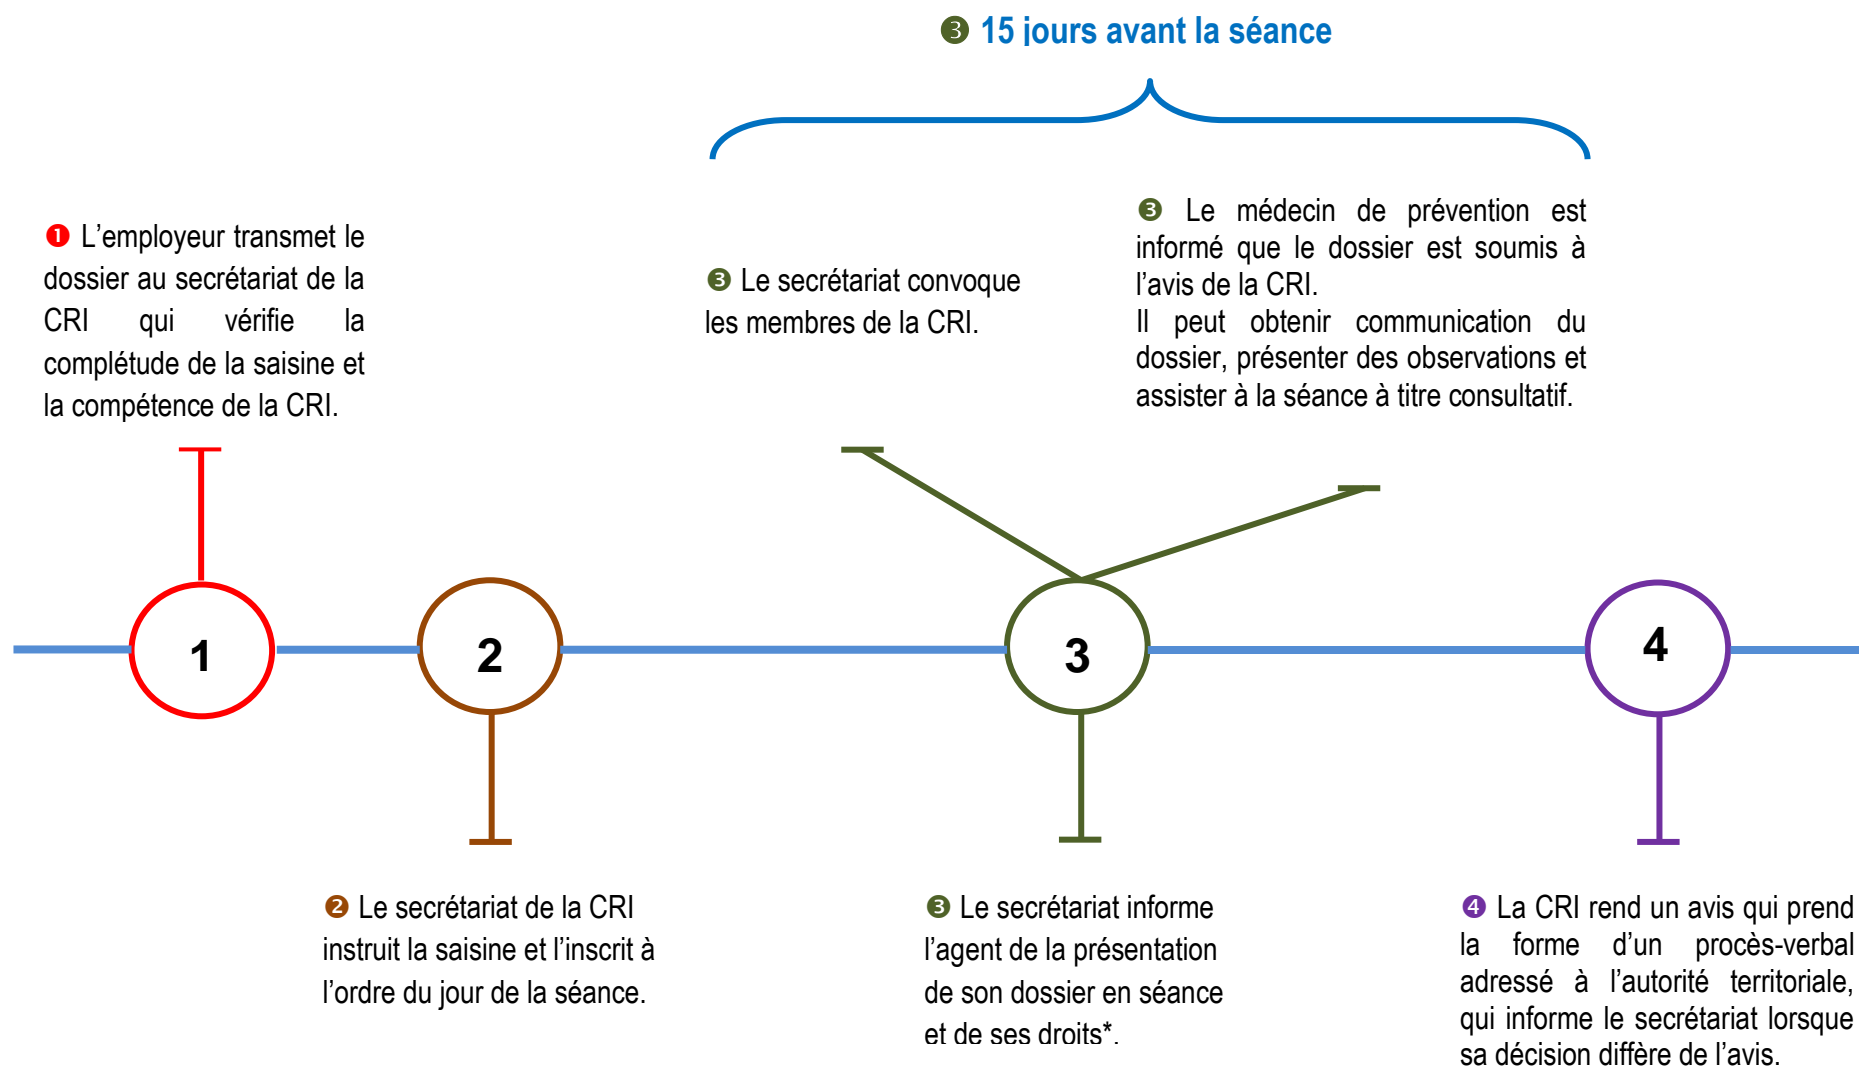 ❸ 15 jours avant la séance
❶ L’employeur transmet le
dossier au secrétariat de la
CRI qui vérifie la
complétude de la saisine et
la compétence de la CRI.
❸ Le secrétariat convoque
les membres de la CRI.
❸ Le médecin de prévention est
informé que le dossier est soumis à
l’avis de la CRI.
Il peut obtenir communication du
dossier, présenter des observations et
assister à la séance à titre consultatif.
1
2
3
4
❷ Le secrétariat de la CRI
instruit la saisine et l’inscrit à
l’ordre du jour de la séance.
❸ Le secrétariat informe
l’agent de la présentation
de son dossier en séance
et de ses droits*.
❹ La CRI rend un avis qui prend
la forme d’un procès-verbal
adressé à l’autorité territoriale,
qui informe le secrétariat lorsque
sa décision diffère de l’avis.